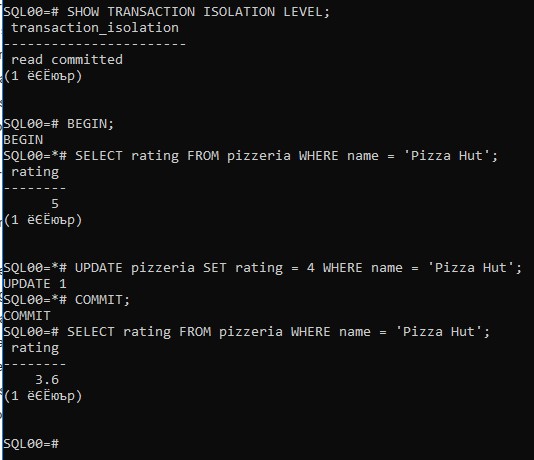 SQL00=# SHOW TRANSACTION ISOLATION LEVEL;
transaction_isolation
-----------------------
read committed
(1 ёЄЁюър)
SQL00=# BEGIN;
BEGIN
SQL00=*# SELECT rating FROM pizzeria WHERE name = 'Pizza Hut';
rating
--------
5
(1 ёЄЁюър)
SQL00=*# UPDATE pizzeria SET rating = 4 WHERE name = 'Pizza Hut';
UPDATE 1
SQL00=*# COMMIT;
COMMIT
SQL00=# SELECT rating FROM pizzeria WHERE name = 'Pizza Hut';
rating
--------
3.6
(1 ёЄЁюър)
SQL00=#